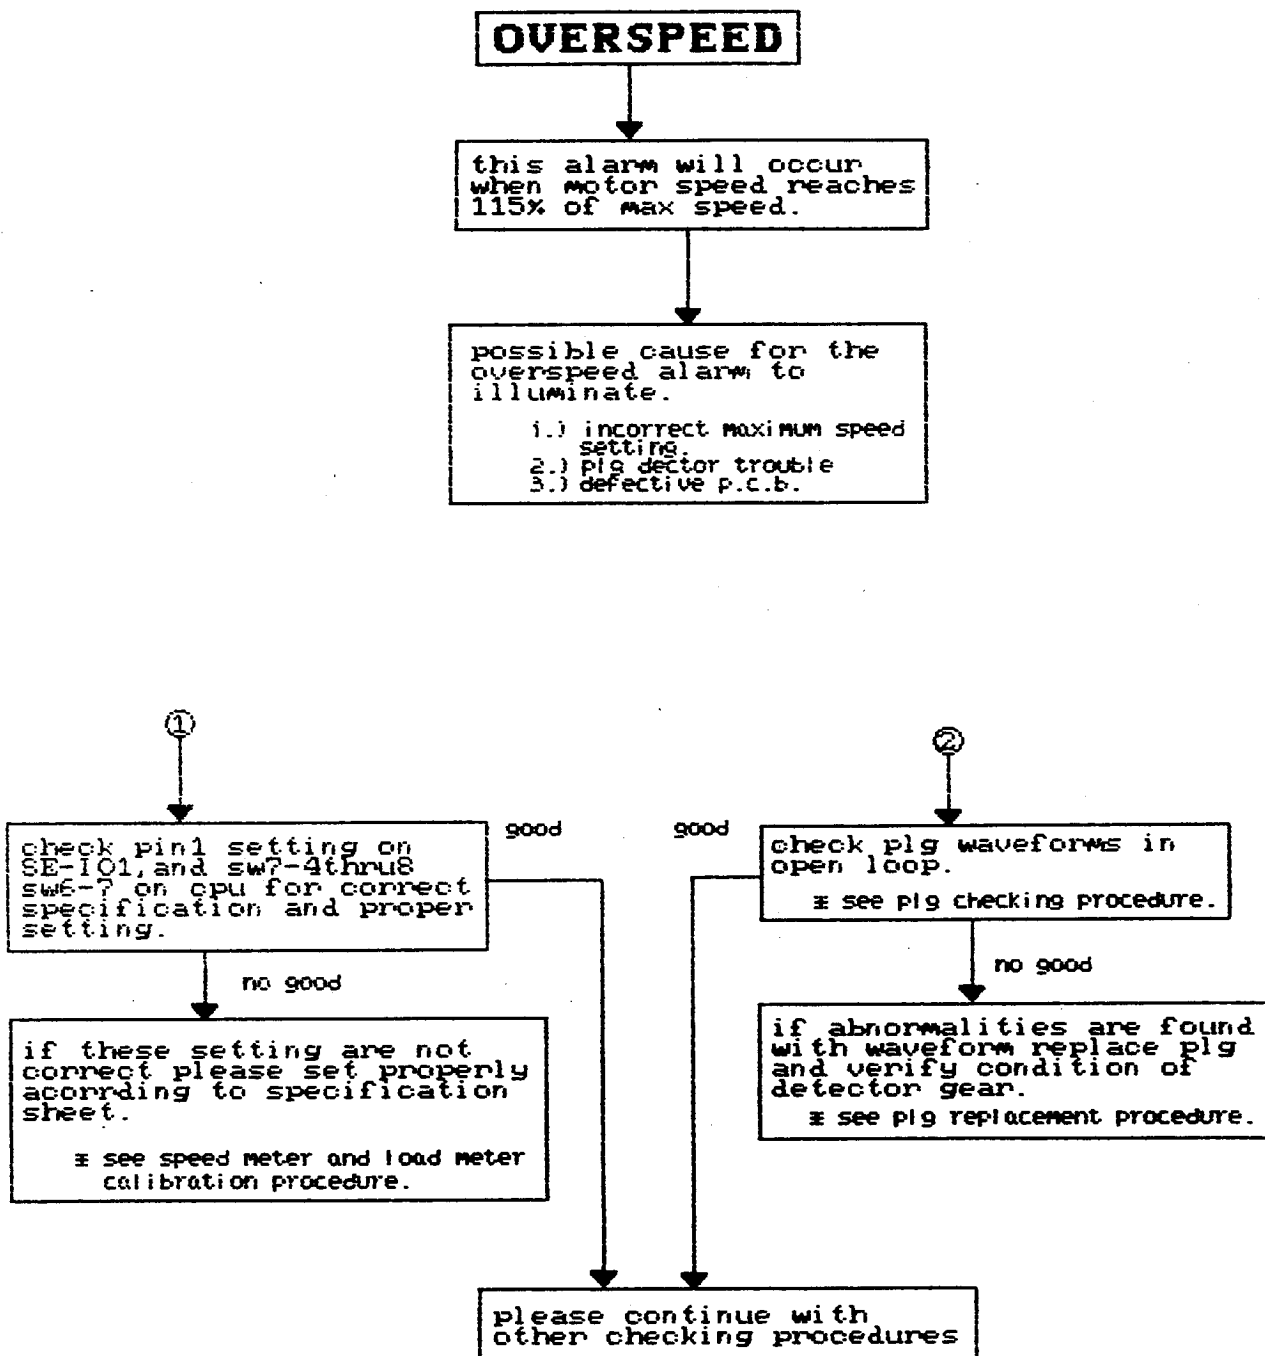 OVERSPEED
this alarm will occur
when motor speed reaches
115% of max speed.
possible cause for the
overspeed alarm to
illuminate.
1.) incorrect maximum speed
setting.
2.) plg dector trouble
3.) defective p.c.b.
①
check pin1 setting on
SE-IO1,and sw7-4thru8
sw6-7 on cpu for correct
specification and proper
setting.
good
no good
if these setting are not
correct please set properly
acorrding to specification
sheet.
* see speed meter and load meter
calibration procedure.
②
good
check plg waveforms in
open loop.
* see plg checking procedure.
no good
if abnormalities are found
with waveform replace plg
and verify condition of
detector gear.
* see plg replacement procedure.
please continue with
other checking procedures